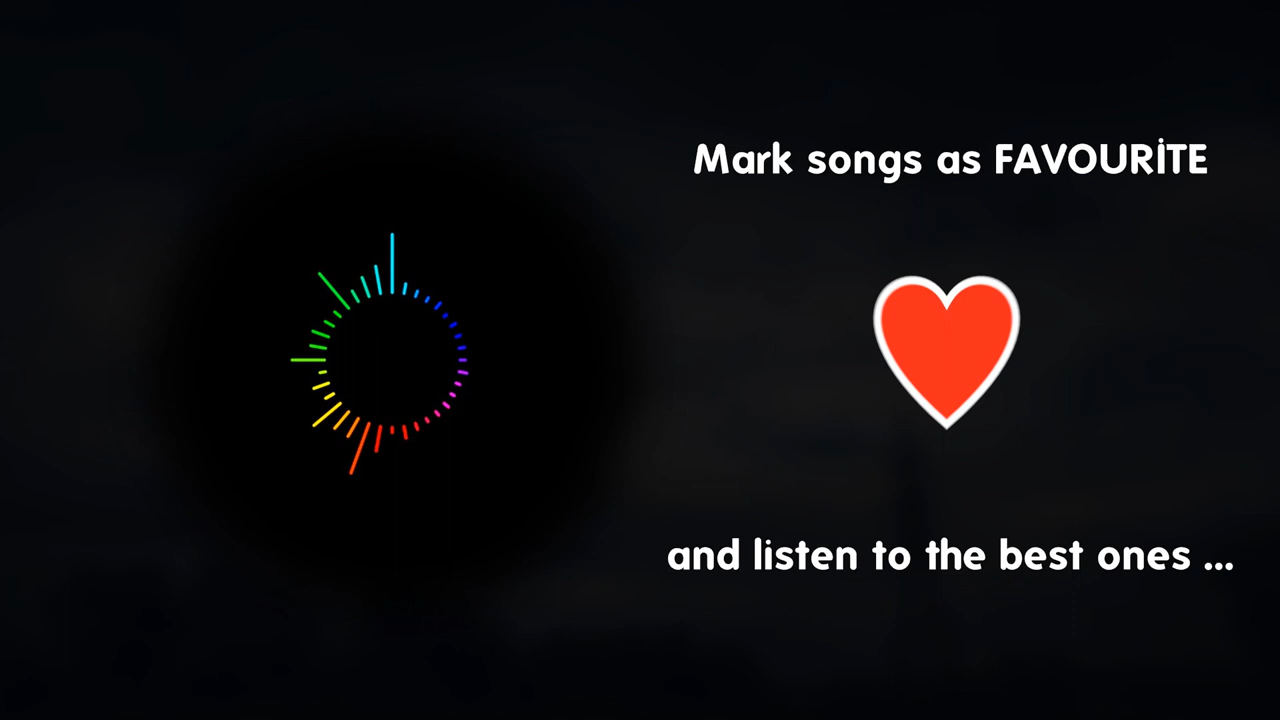 Mark songs as FAVOURİTE
and listen to the best ones ...